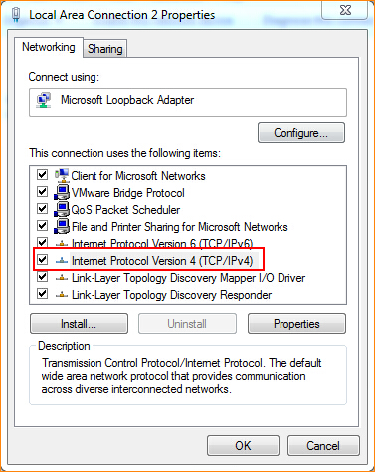 Local Area Connection 2 Properties
Networking
Sharing
Connect using:
Microsoft Loopback Adapter
Configure...
This connection uses the following items:
Client for Microsoft Networks
VMware Bridge Protocol
QoS Packet Scheduler
File and Printer Sharing for Microsoft Networks
Internet Protocol Version 6 (TCP/IPv6)
Internet Protocol Version 4 (TCP/IPv4)
Link-Layer Topology Discovery Mapper I/O Driver
Link-Layer Topology Discovery Responder
Install...
Uninstall
Properties
Description
Transmission Control Protocol/Internet Protocol. The default
wide area network protocol that provides communication
across diverse interconnected networks.
OK
Cancel